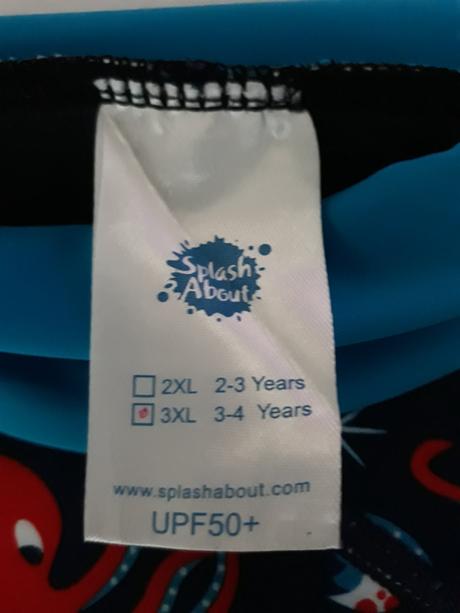 Splash
About
2XL 2-3 Years
3XL 3-4 Years
www.splashabout.com
UPF50+